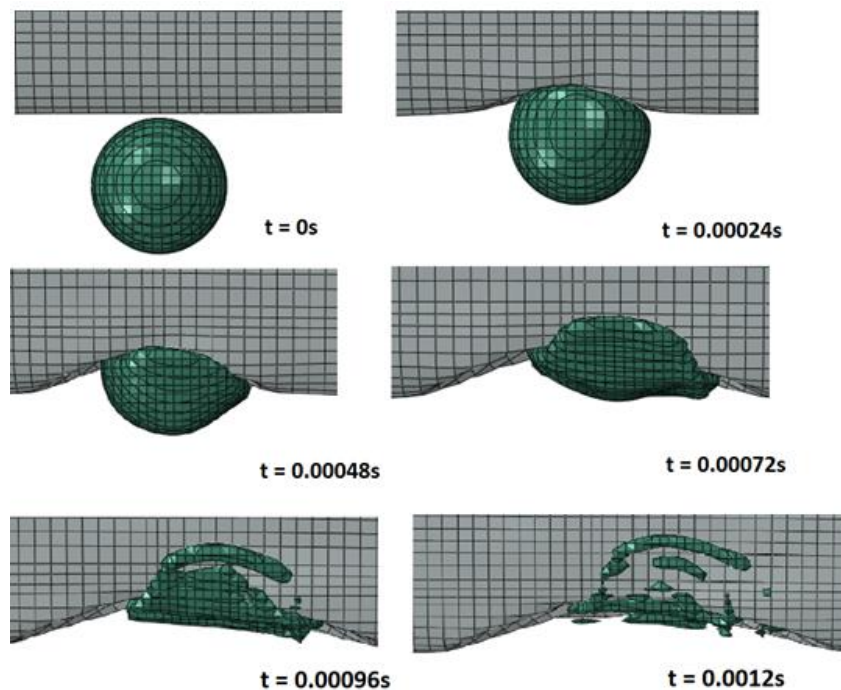 t = 0s
t = 0.00024s
t = 0.00048s
t = 0.00072s
t = 0.00096s
t = 0.0012s